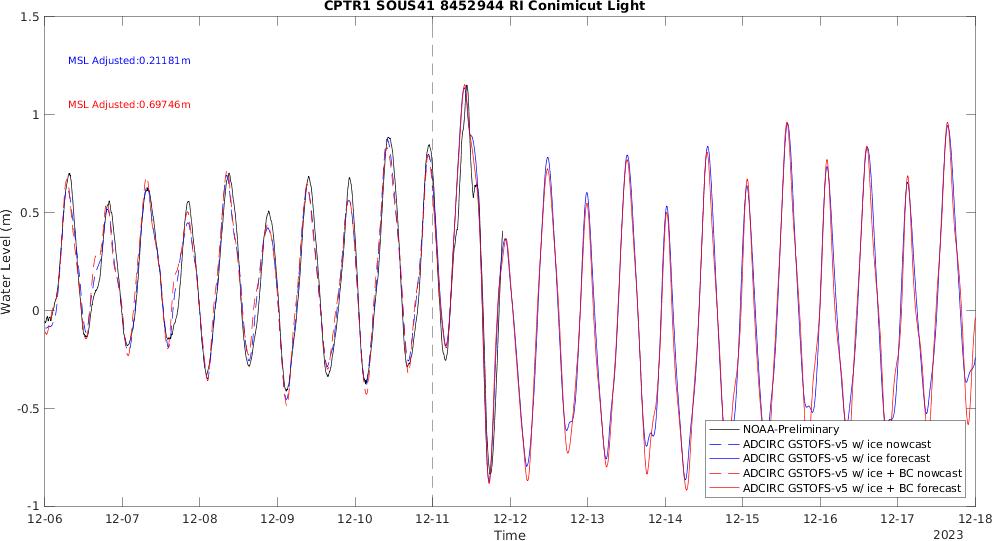 CPTR1 SOUS41 8452944 RI Conimicut Light
1.5
MSL Adjusted:0.21181m
MSL Adjusted:0.69746m
1
0.5
0
-0.5
-1
Water Level (m)
NOAA-Preliminary
ADCIRC GSTOFS-v5 w/ ice nowcast
ADCIRC GSTOFS-v5 w/ ice forecast
ADCIRC GSTOFS-v5 w/ice + BC nowcast
ADCIRC GSTOFS-v5 w/ice + BC forecast
12-06 12-07 12-08 12-09 12-10 12-11 12-12 12-13 12-14 12-15 12-16 12-17 12-18
Time
2023